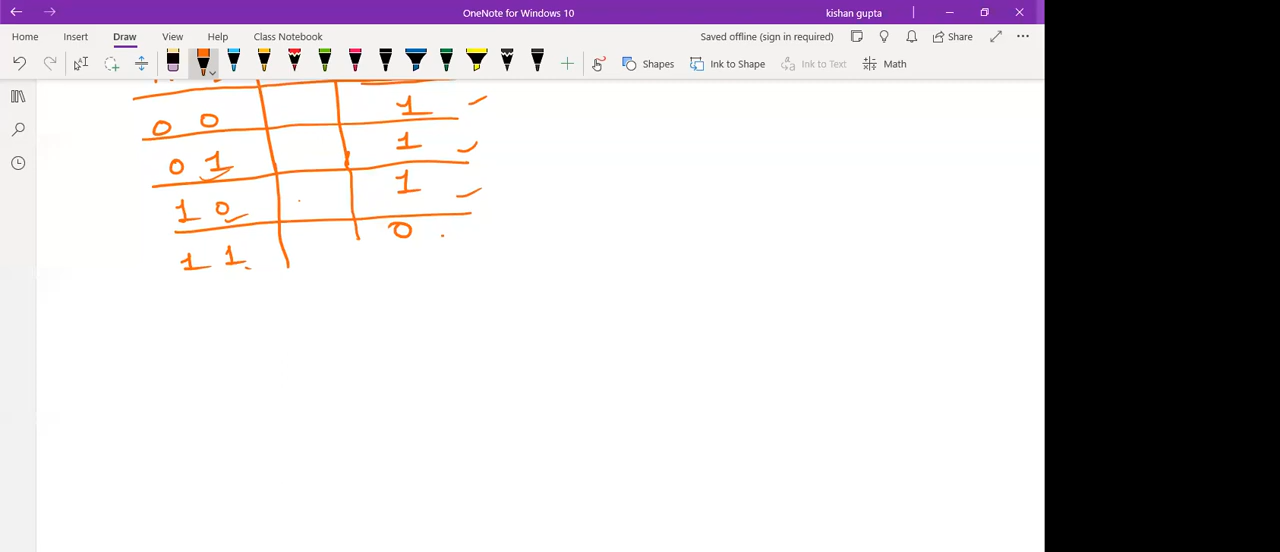 OneNote for Windows 10
kishan gupta
Home Insert Draw View Help Class Notebook
Saved offline (sign in required)
Share
Shapes
Ink to Shape
Ink to Text
Math
0 0 1
0 1 1
1 0 1
1 1 0